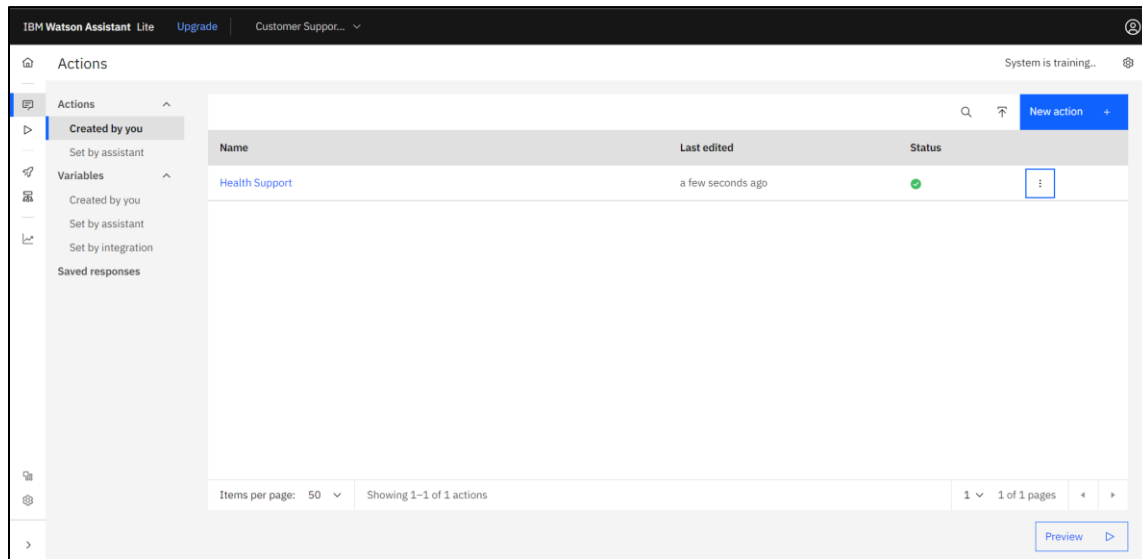 IBM Watson Assistant Lite Upgrade Customer Suppor...
Actions
System is training..
Actions
Created by you
Set by assistant
Variables
Created by you
Set by assistant
Set by integration
Saved responses
New action +
Name Last edited Status
Health Support a few seconds ago
Items per page: 50 Showing 1–1 of 1 actions 1 1 of 1 pages
Preview